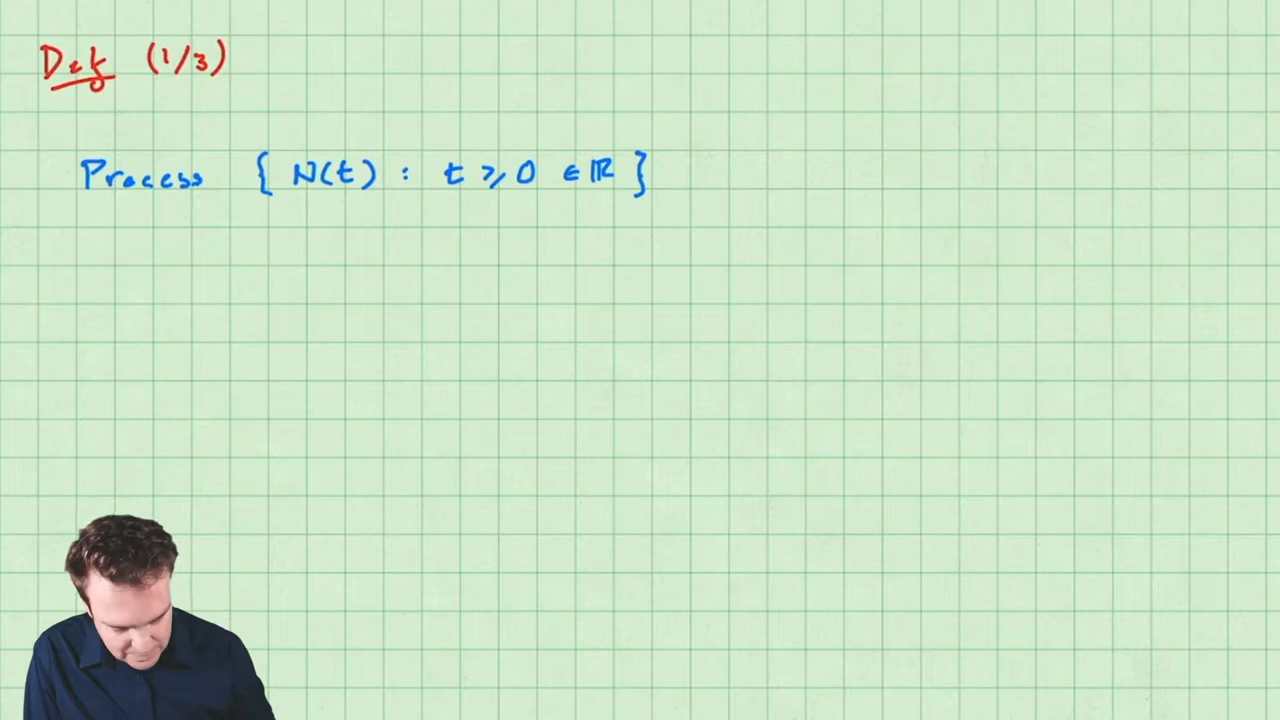 Def (1/3)
Process { N(t) : t ⩾ 0 ∈ ℝ }